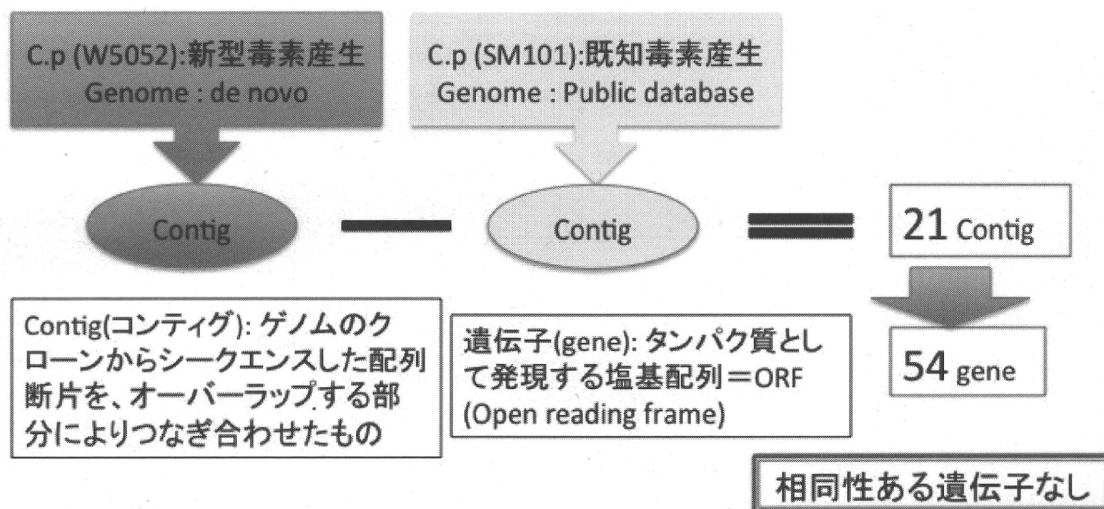 C.p (W5052):新型毒素産生
Genome : de novo
C.p (SM101):既知毒素産生
Genome : Public database
Contig
Contig
21 Contig
54 gene
Contig(コンティグ): ゲノムのク
ローンからシークエンスした配列
断片を、オーバーラップする部
分によりつなぎ合わせたもの
遺伝子(gene): タンパク質とし
て発現する塩基配列＝ORF
(Open reading frame)
相同性ある遺伝子なし